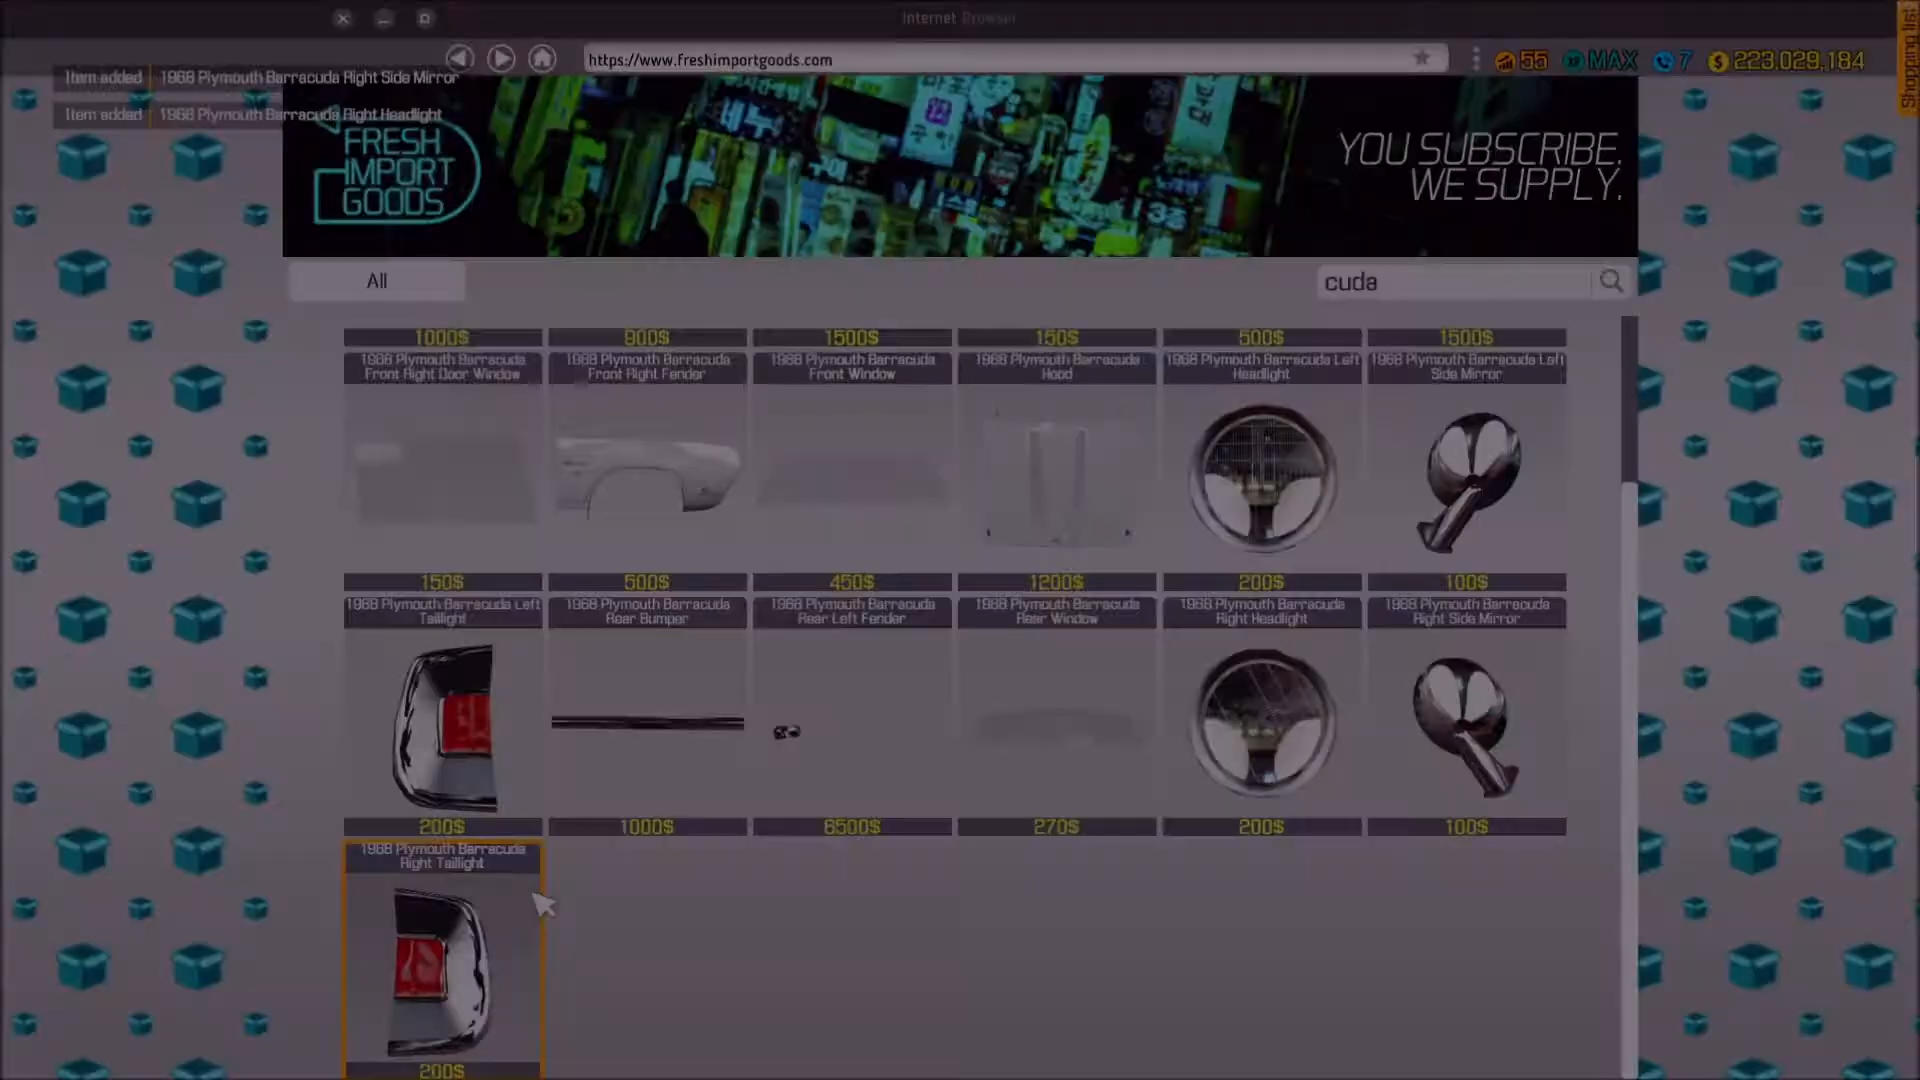 Internet Browser
https://www.freshimportgoods.com
55
MAX
7
$ 223,029,184
Shopping list
Item added 1968 Plymouth Barracuda Right Side Mirror
Item added 1968 Plymouth Barracuda Right Headlight
FRESH
IMPORT
GOODS
YOU SUBSCRIBE.
WE SUPPLY.
All
cuda
1000$ 900$ 1500$ 150$ 500$ 1500$
1968 Plymouth Barracuda
Front Right Door Window
1968 Plymouth Barracuda
Front Right Fender
1968 Plymouth Barracuda
Front Window
1968 Plymouth Barracuda
Hood
1968 Plymouth Barracuda Left
Headlight
1968 Plymouth Barracuda Left
Side Mirror
150$ 500$ 450$ 1200$ 200$ 100$
1968 Plymouth Barracuda Left
Taillight
1968 Plymouth Barracuda
Rear Bumper
1968 Plymouth Barracuda
Rear Left Fender
1968 Plymouth Barracuda
Rear Window
1968 Plymouth Barracuda
Right Headlight
1968 Plymouth Barracuda
Right Side Mirror
200$ 1000$ 6500$ 270$ 200$ 100$
1968 Plymouth Barracuda
Right Taillight
200$